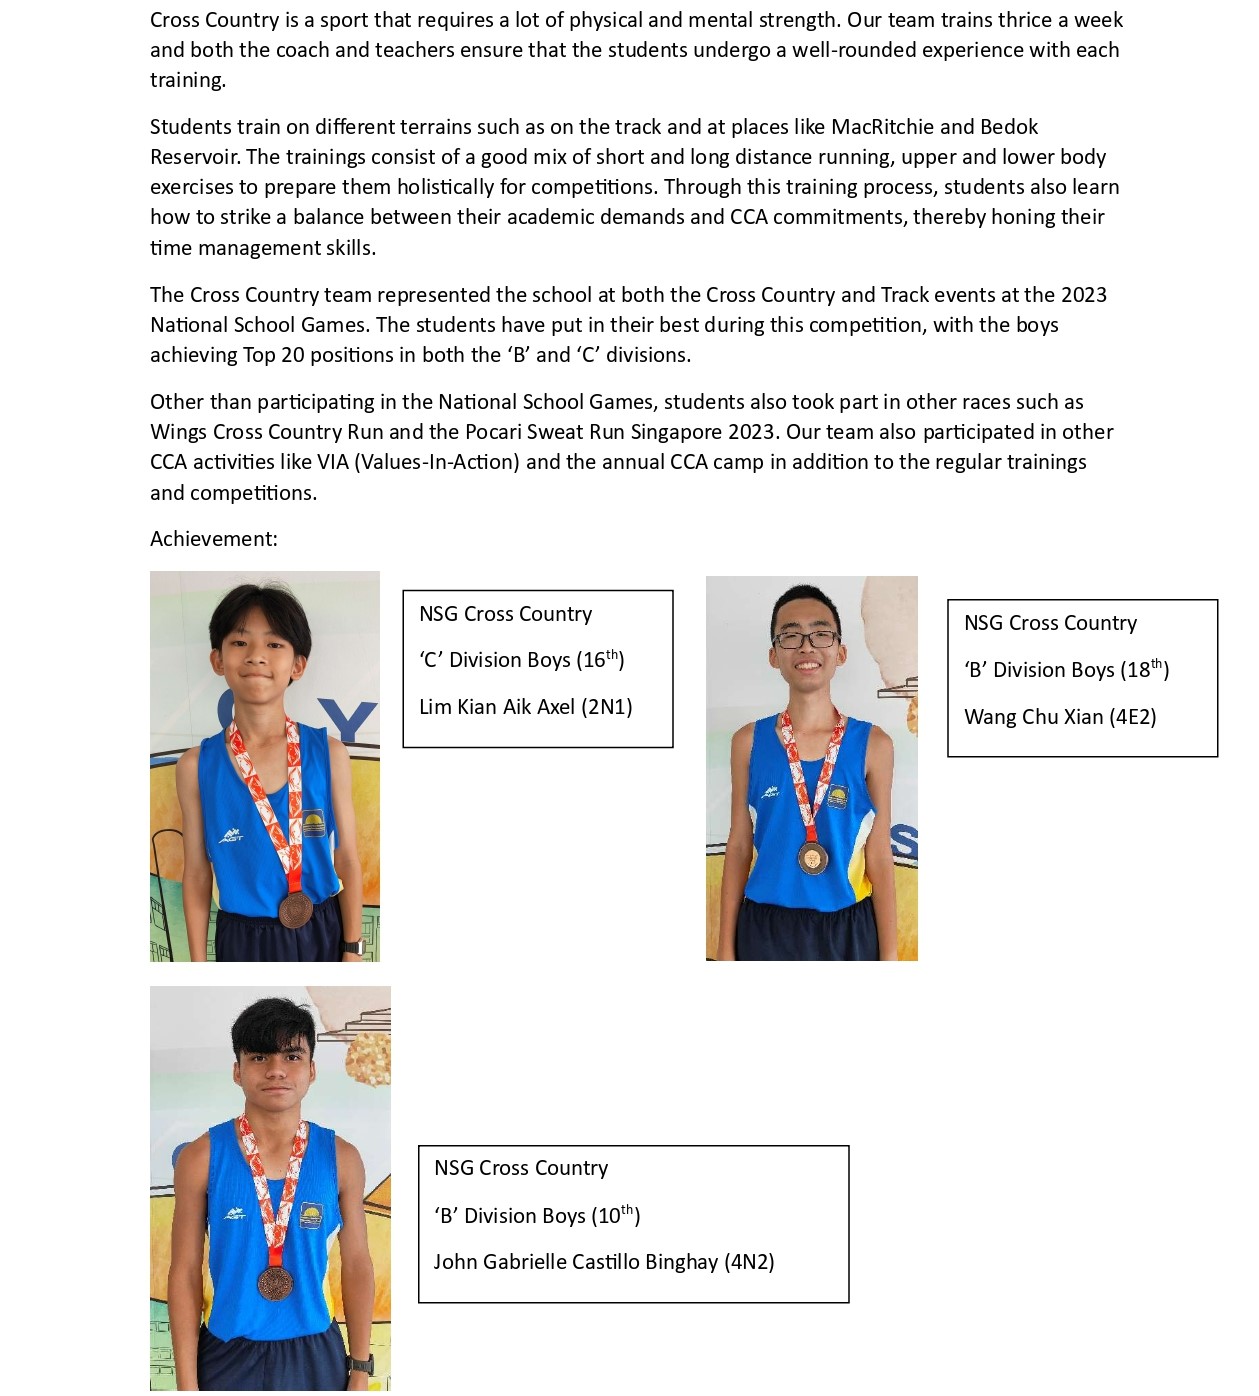 Cross Country is a sport that requires a lot of physical and mental strength. Our team trains thrice a week
and both the coach and teachers ensure that the students undergo a well-rounded experience with each
training.
Students train on different terrains such as on the track and at places like MacRitchie and Bedok
Reservoir. The trainings consist of a good mix of short and long distance running, upper and lower body
exercises to prepare them holistically for competitions. Through this training process, students also learn
how to strike a balance between their academic demands and CCA commitments, thereby honing their
time management skills.
The Cross Country team represented the school at both the Cross Country and Track events at the 2023
National School Games. The students have put in their best during this competition, with the boys
achieving Top 20 positions in both the ‘B’ and ‘C’ divisions.
Other than participating in the National School Games, students also took part in other races such as
Wings Cross Country Run and the Pocari Sweat Run Singapore 2023. Our team also participated in other
CCA activities like VIA (Values-In-Action) and the annual CCA camp in addition to the regular trainings
and competitions.
Achievement:
NSG Cross Country
‘C’ Division Boys (16th)
Lim Kian Aik Axel (2N1)
NSG Cross Country
‘B’ Division Boys (18th)
Wang Chu Xian (4E2)
Y
AGT
AGT
S
NSG Cross Country
‘B’ Division Boys (10th)
John Gabrielle Castillo Binghay (4N2)
AGT